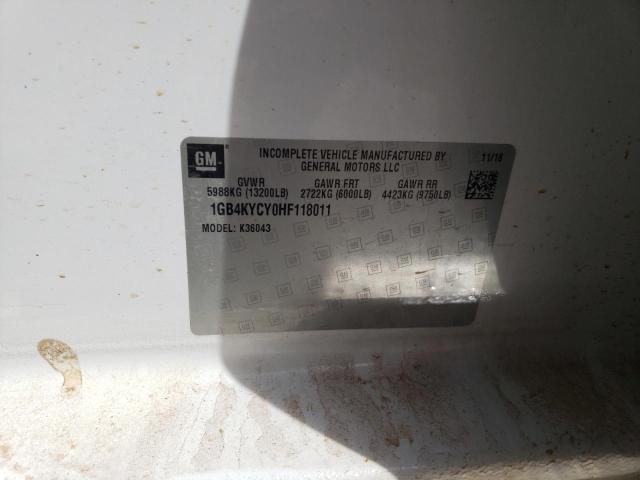 GM
INCOMPLETE VEHICLE MANUFACTURED BY
GENERAL MOTORS LLC
11/16
GVWR GAWR FRT GAWR RR
5988KG (13200LB) 2722KG (6000LB) 4423KG (9750LB)
1GB4KYCY0HF118011
MODEL: K36043